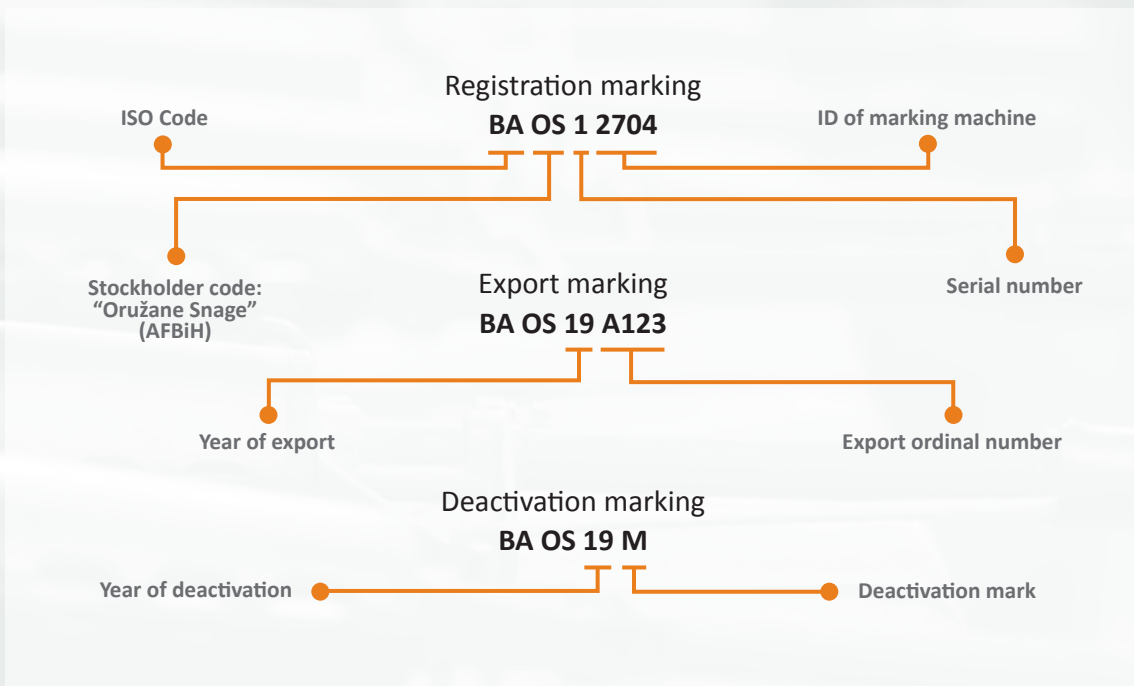 Registration marking
ISO Code
BA OS 1 2704
ID of marking machine
Stockholder code:
“Oružane Snage”
(AFBiH)
Serial number
Export marking
BA OS 19 A123
Year of export
Export ordinal number
Deactivation marking
BA OS 19 M
Year of deactivation
Deactivation mark